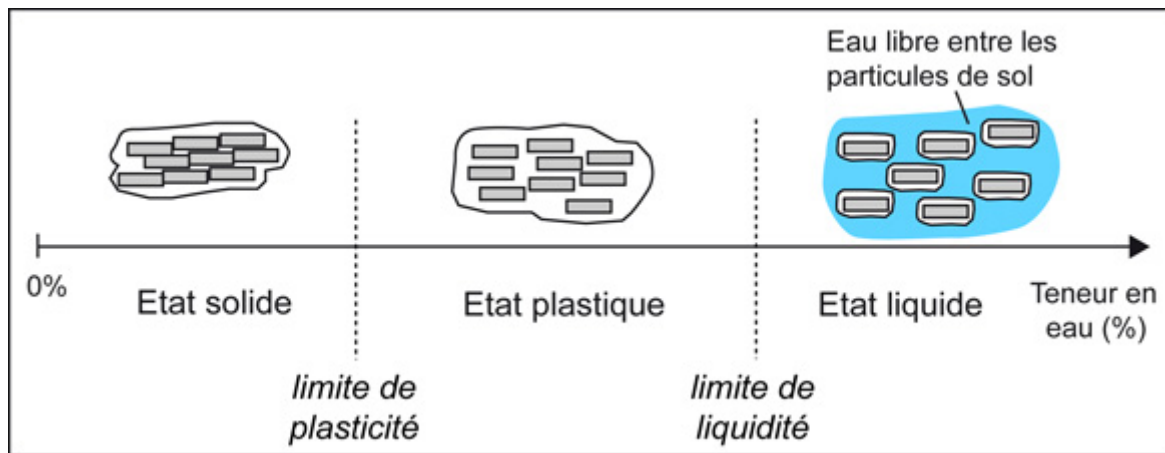 Eau libre entre les
particules de sol
0%
Etat solide
Etat plastique
Etat liquide
Teneur en
eau (%)
limite de
plasticité
limite de
liquidité